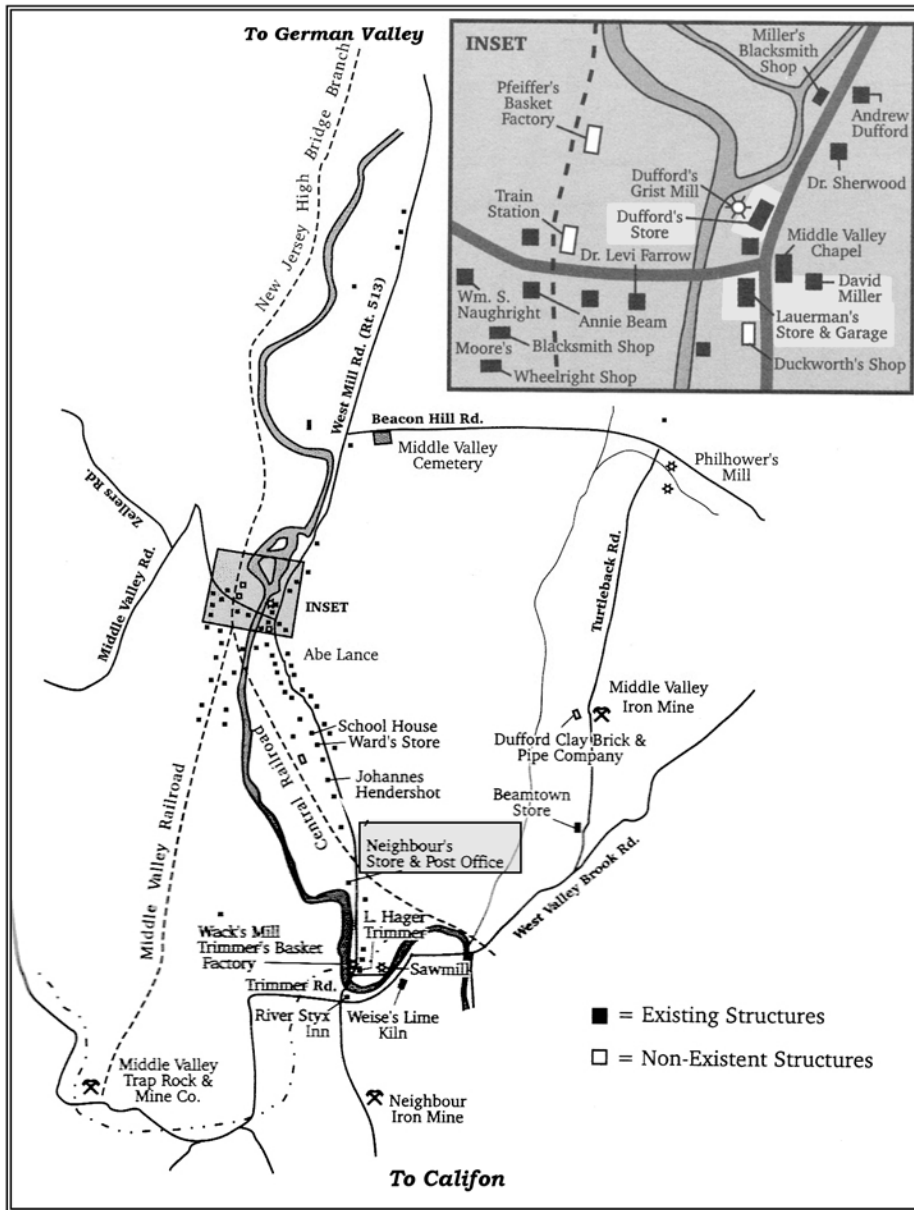 To German Valley
New Jersey High Bridge Branch
West Mill Rd. (Rt. 513)
INSET
Miller's
Blacksmith
Shop
Pfeiffer's
Basket
Factory
Andrew
Dufford
Dr. Sherwood
Dufford's
Grist Mill
Dufford's
Store
Train
Station
Dr. Levi Farrow
Middle Valley
Chapel
David
Miller
Wm. S.
Naughright
Annie Beam
Lauerman's
Store & Garage
Moore's
Blacksmith Shop
Wheelright Shop
Duckworth's Shop
Beacon Hill Rd.
Middle Valley
Cemetery
Philhower's
Mill
Zellers Rd.
Middle Valley Rd.
INSET
Turtleback Rd.
Abe Lance
Middle Valley
Iron Mine
School House
Ward's Store
Dufford Clay Brick &
Pipe Company
Central Railroad
Johannes
Hendershot
Beamtown
Store
Middle Valley Railroad
Neighbour's
Store & Post Office
West Valley Brook Rd.
L. Hager
Trimmer
Wack's Mill
Trimmer's Basket
Factory
Sawmill
Trimmer Rd.
River Styx
Inn
Weise's Lime
Kiln
= Existing Structures
= Non-Existent Structures
Middle Valley
Trap Rock &
Mine Co.
Neighbour
Iron Mine
To Califon